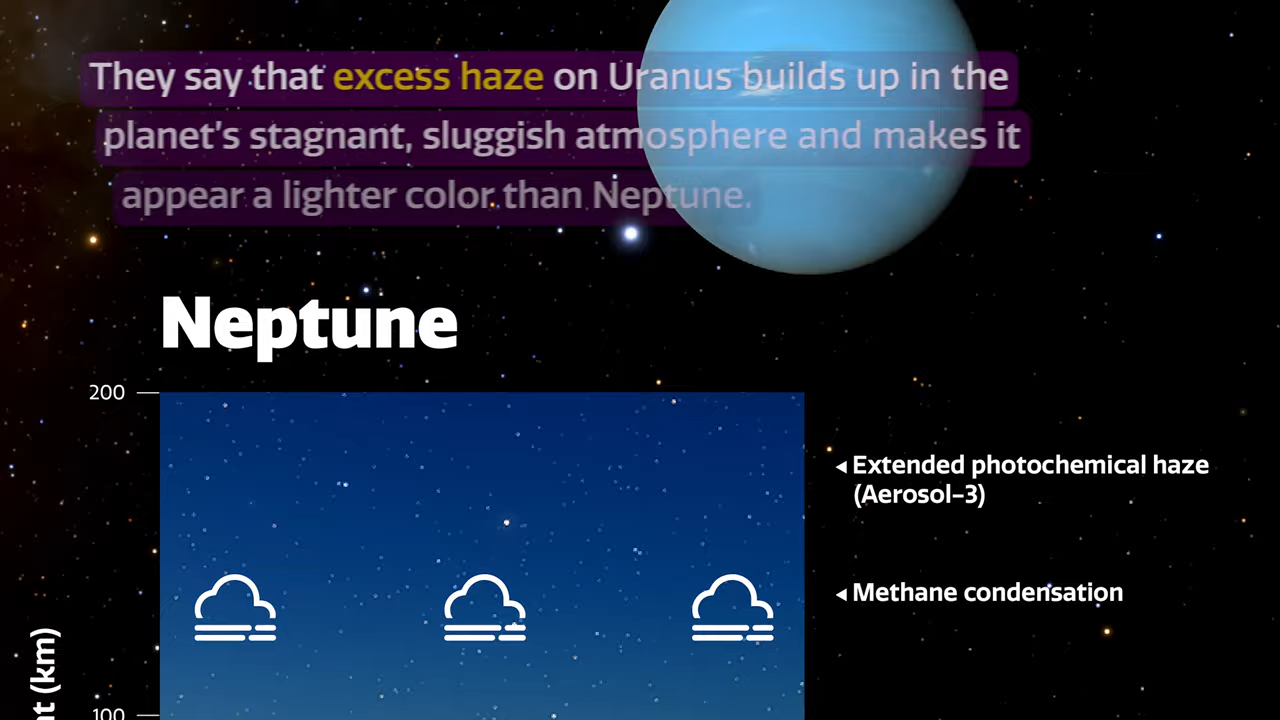 They say that excess haze on Uranus builds up in the
planet's stagnant, sluggish atmosphere and makes it
appear a lighter color than Neptune.
Neptune
200
Extended photochemical haze
(Aerosol-3)
Methane condensation
(km)
100